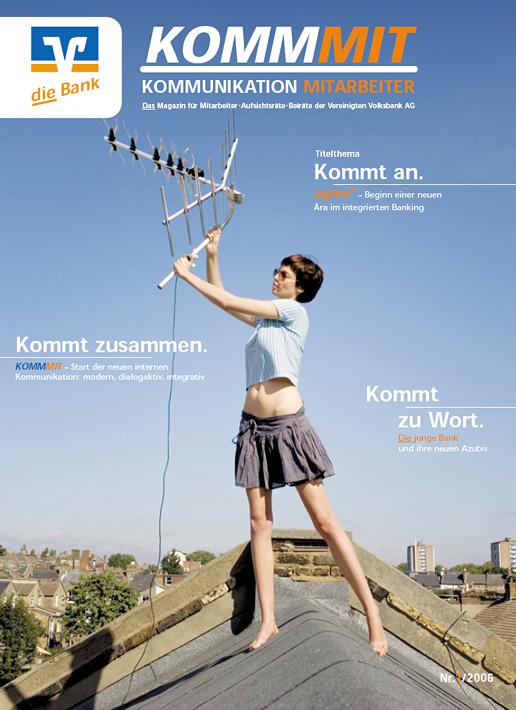 die Bank
KOMMMIT
KOMMUNIKATION MITARBEITER
Das Magazin für Mitarbeiter·Aufsichtsräte·Beiräte der Vereinigten Volksbank AG
Titelthema
Kommt an.
agree® – Beginn einer neuen
Ära im integrierten Banking
Kommt zusammen.
KOMMMIT – Start der neuen internen
Kommunikation: modern, dialogaktiv, integrativ
Kommt
zu Wort.
Die junge Bank
und ihre neuen Azubis
Nr. /2006